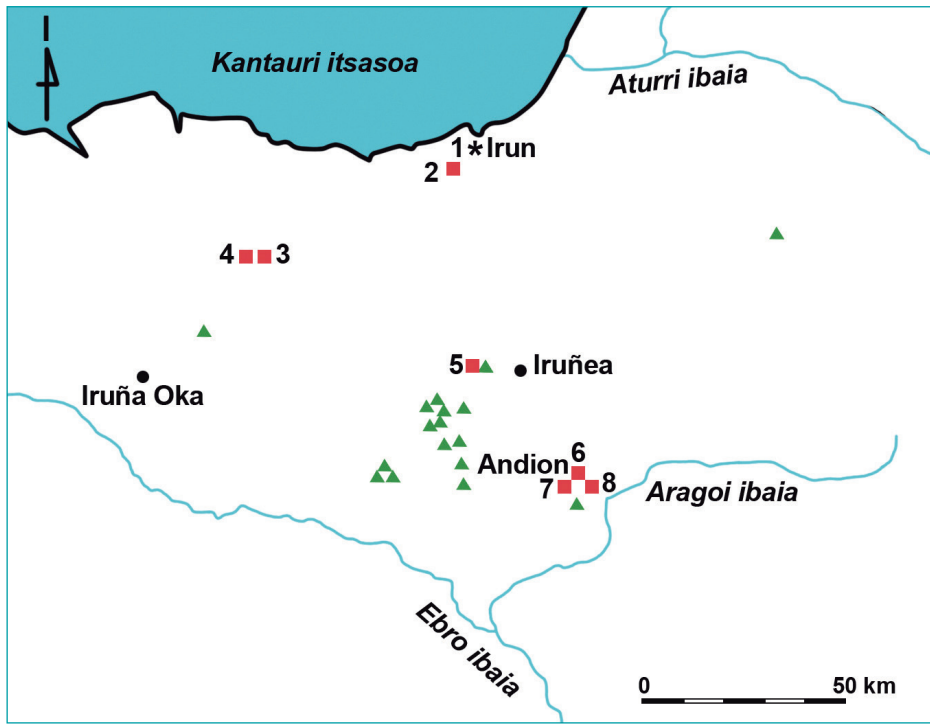 Kantauri itsasoa
Aturri ibaia
1 * Irun
2
4 3
5 Iruñea
Iruña Oka
6
Andion
7 8
Aragoi ibaia
Ebro ibaia
0 50 km